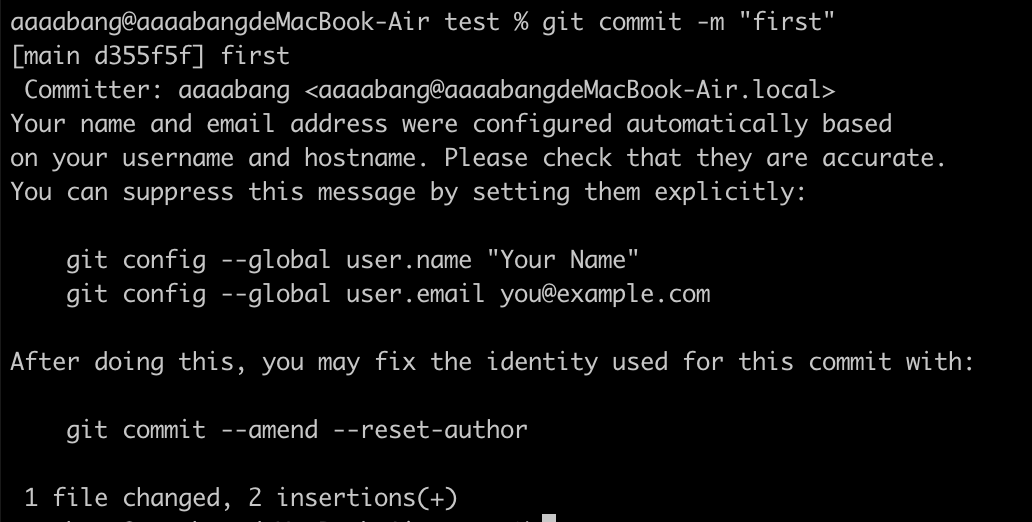 aaaabang@aaaabangdeMacBook-Air test % git commit -m "first"
[main d355f5f] first
 Committer: aaaabang <aaaabang@aaaabangdeMacBook-Air.local>
Your name and email address were configured automatically based
on your username and hostname. Please check that they are accurate.
You can suppress this message by setting them explicitly:

    git config --global user.name "Your Name"
    git config --global user.email you@example.com

After doing this, you may fix the identity used for this commit with:

    git commit --amend --reset-author

 1 file changed, 2 insertions(+)